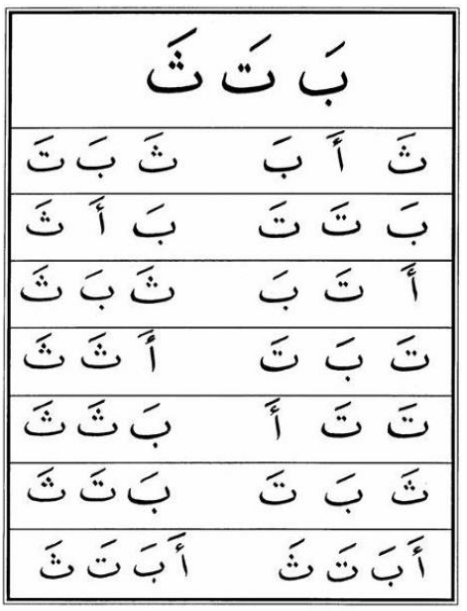 بَ تَ ثَ
ثَ أَ بَ ثَ بَ تَ
بَ تَ تَ بَ أَ ثَ
أَ تَ بَ ثَ بَ ثَ
تَ بَ تَ أَ ثَ ثَ
تَ تَ أَ بَ ثَ ثَ
ثَ بَ تَ بَ تَ ثَ
أَ بَ تَ ثَ أَ بَ تَ ثَ